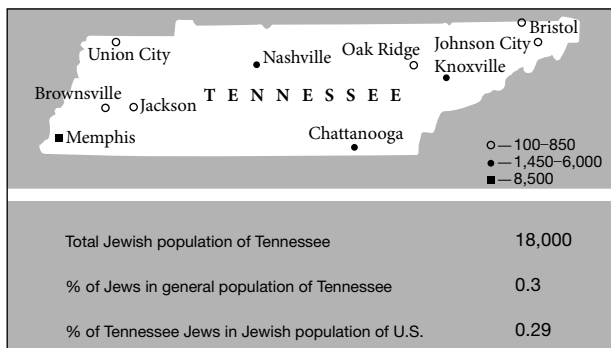 Bristol
Union City
Nashville
Oak Ridge
Johnson City
Knoxville
Brownsville
Jackson
T E N N E S S E E
Memphis
Chattanooga
○—100–850
●—1,450–6,000
■—8,500
Total Jewish population of Tennessee 18,000
% of Jews in general population of Tennessee 0.3
% of Tennessee Jews in Jewish population of U.S. 0.29